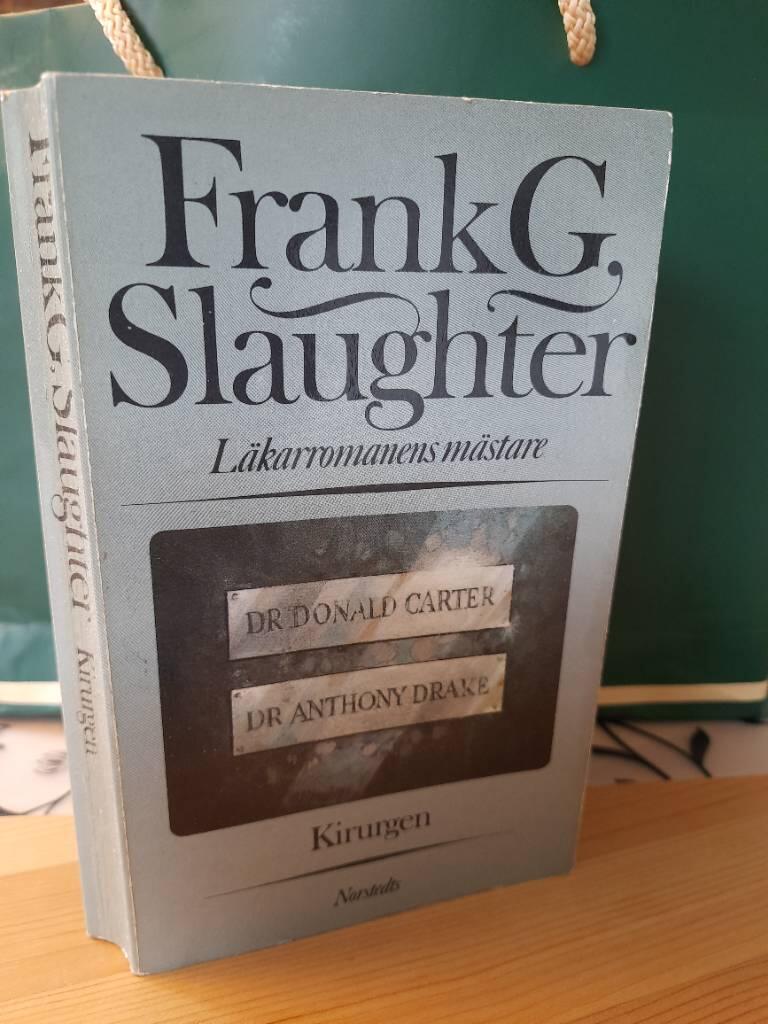 Frank G.
Slaughter
Läkarromanens mästare
DR DONALD CARTER
DR ANTHONY DRAKE
Kirurgen
Norstedts
Frank G. Slaughter Kirurgen